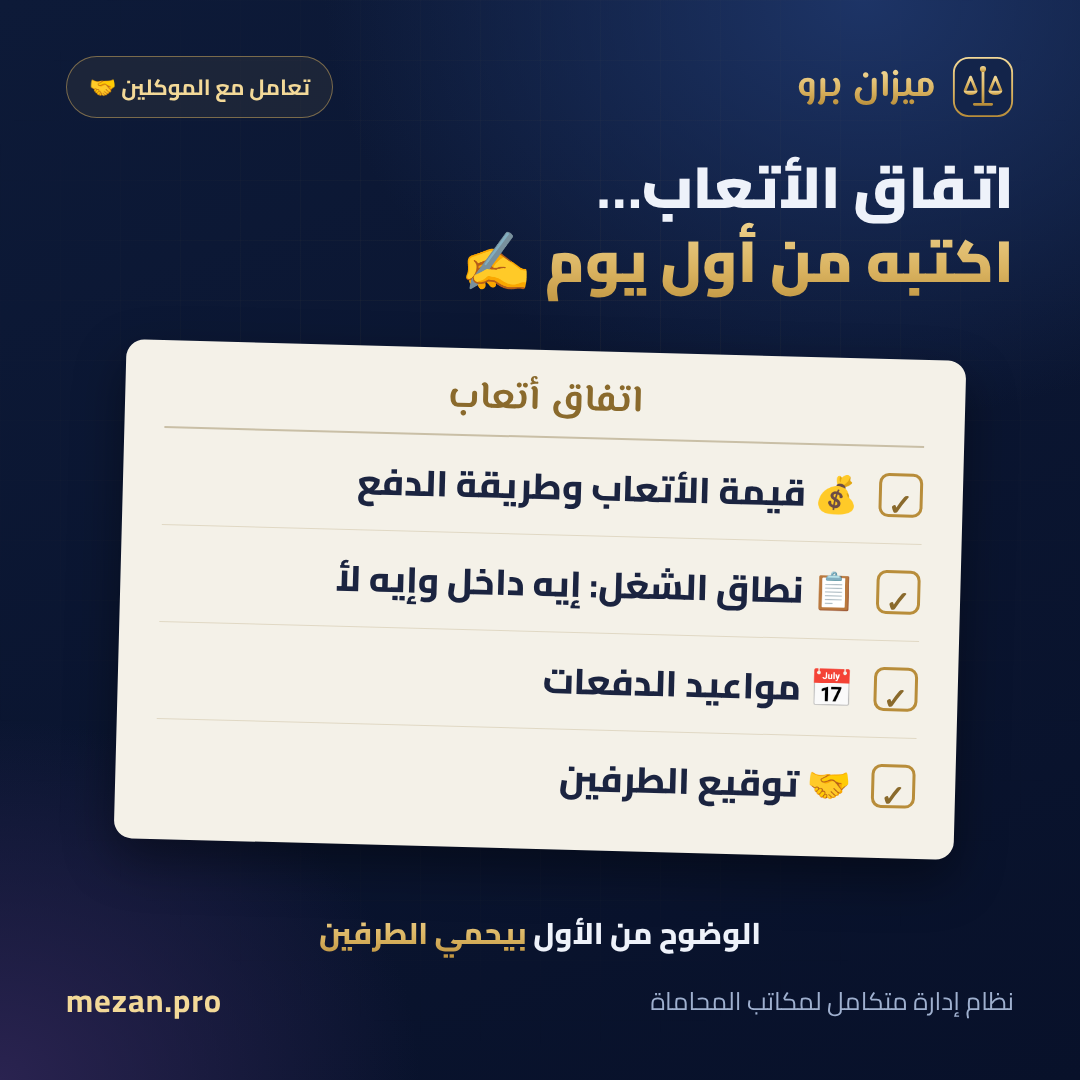 ميزان برو
تعامل مع الموكلين 🤝
اتفاق الأتعاب...
اكتبه من أول يوم ✍️
اتفاق أتعاب
✓ 💰 قيمة الأتعاب وطريقة الدفع
✓ 📋 نطاق الشغل: إيه داخل وإيه لأ
✓ 📅 مواعيد الدفعات
✓ 🤝 توقيع الطرفين
الوضوح من الأول بيحمي الطرفين
نظام إدارة متكامل لمكاتب المحاماة
mezan.pro